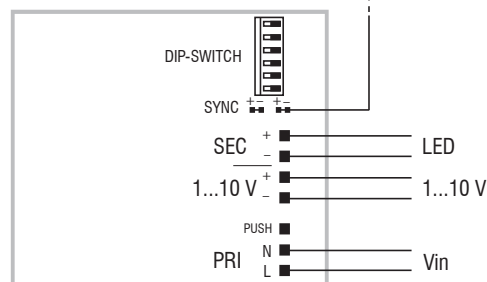 DIP-SWITCH
SYNC + - + -
SEC + LED
-
1...10 V + 1...10 V
-
PUSH
PRI N Vin
L